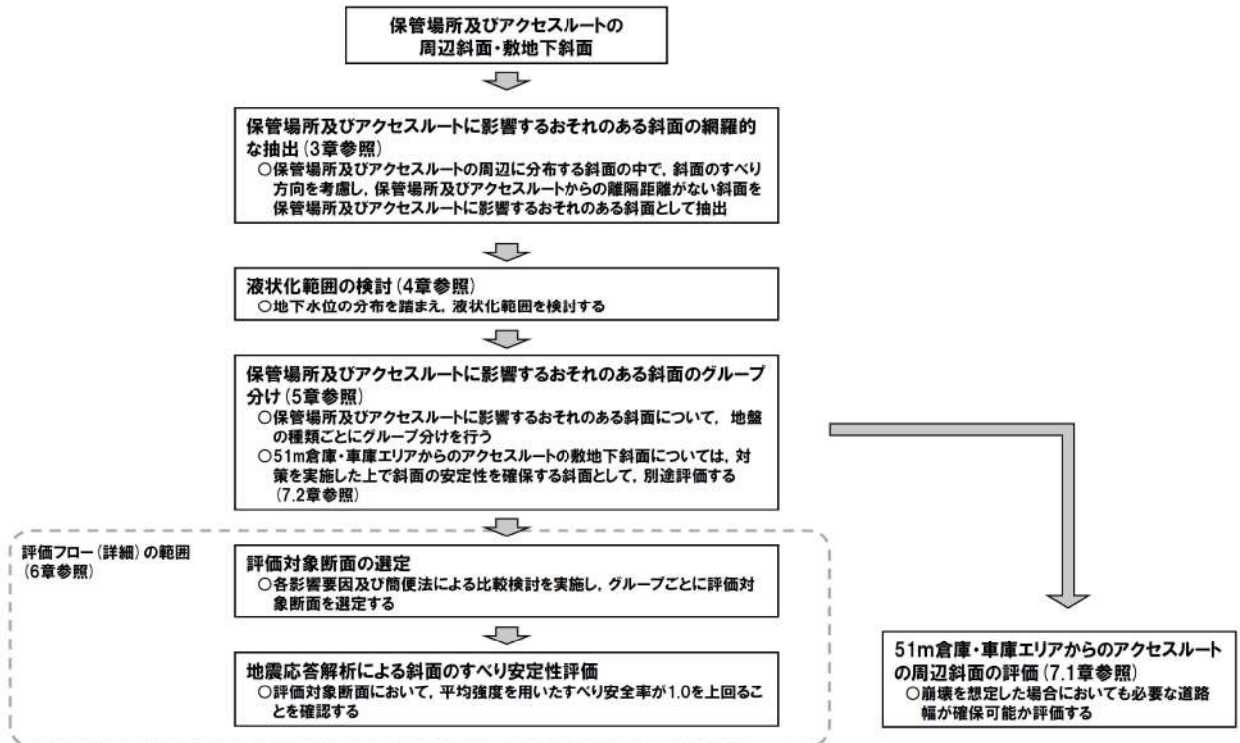 保管場所及びアクセスルートの
周辺斜面・敷地下斜面
保管場所及びアクセスルートに影響するおそれのある斜面の網羅的
な抽出(3章参照)
○保管場所及びアクセスルートの周辺に分布する斜面の中で，斜面のすべり
方向を考慮し，保管場所及びアクセスルートからの離隔距離がない斜面を
保管場所及びアクセスルートに影響するおそれのある斜面として抽出
液状化範囲の検討(4章参照)
○地下水位の分布を踏まえ，液状化範囲を検討する
保管場所及びアクセスルートに影響するおそれのある斜面のグループ
分け(5章参照)
○保管場所及びアクセスルートに影響するおそれのある斜面について，地盤
の種類ごとにグループ分けを行う
○51m倉庫・車庫エリアからのアクセスルートの敷地下斜面については，対
策を実施した上で斜面の安定性を確保する斜面として，別途評価する
(7.2章参照)
評価フロー(詳細)の範囲
(6章参照)
評価対象断面の選定
○各影響要因及び簡便法による比較検討を実施し，グループごとに評価対
象断面を選定する
地震応答解析による斜面のすべり安定性評価
○評価対象断面において，平均強度を用いたすべり安全率が1.0を上回るこ
とを確認する
51m倉庫・車庫エリアからのアクセスルート
の周辺斜面の評価(7.1章参照)
○崩壊を想定した場合においても必要な道路
幅が確保可能か評価する